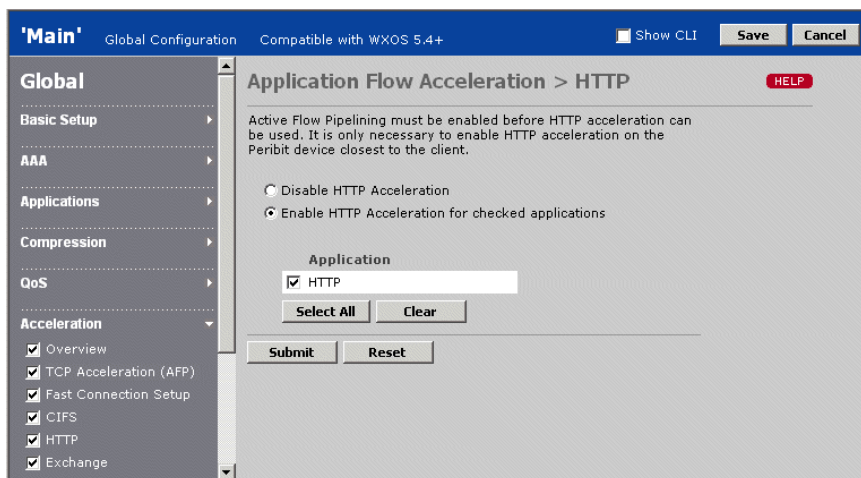 'Main' Global Configuration Compatible with WXOS 5.4+ Show CLI Save Cancel
Global
Basic Setup
AAA
Applications
Compression
QoS
Acceleration
Overview
TCP Acceleration (AFP)
Fast Connection Setup
CIFS
HTTP
Exchange
Application Flow Acceleration > HTTP HELP
Active Flow Pipelining must be enabled before HTTP acceleration can
be used. It is only necessary to enable HTTP acceleration on the
Peribit device closest to the client.
Disable HTTP Acceleration
Enable HTTP Acceleration for checked applications
Application
HTTP
Select All Clear
Submit Reset